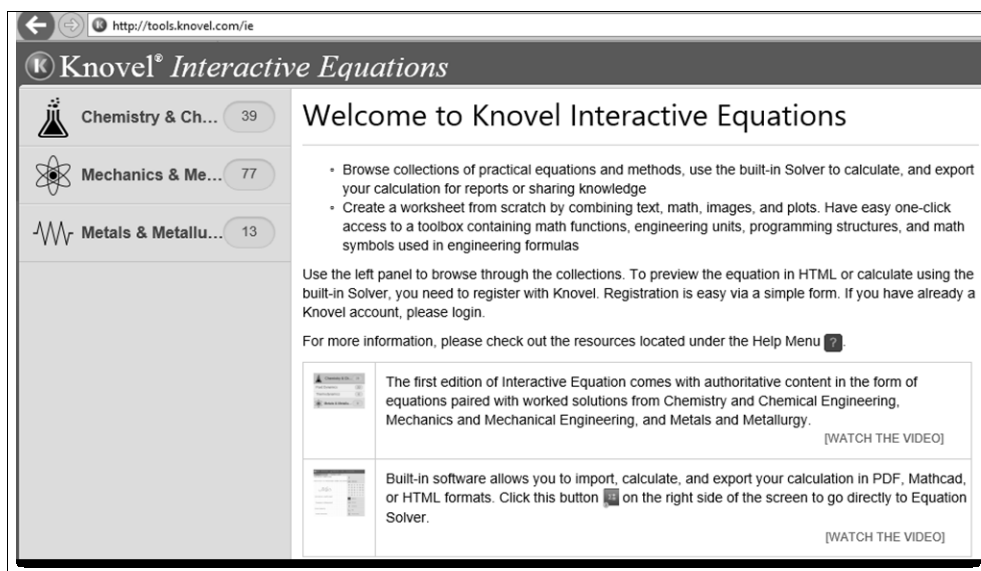 http://tools.knovel.com/ie
Knovel® Interactive Equations
Chemistry & Ch... 39
Mechanics & Me... 77
Metals & Metallu... 13
Welcome to Knovel Interactive Equations
◦ Browse collections of practical equations and methods, use the built-in Solver to calculate, and export
your calculation for reports or sharing knowledge
◦ Create a worksheet from scratch by combining text, math, images, and plots. Have easy one-click
access to a toolbox containing math functions, engineering units, programming structures, and math
symbols used in engineering formulas
Use the left panel to browse through the collections. To preview the equation in HTML or calculate using the
built-in Solver, you need to register with Knovel. Registration is easy via a simple form. If you have already a
Knovel account, please login.
For more information, please check out the resources located under the Help Menu ?.
The first edition of Interactive Equation comes with authoritative content in the form of
equations paired with worked solutions from Chemistry and Chemical Engineering,
Mechanics and Mechanical Engineering, and Metals and Metallurgy.
[WATCH THE VIDEO]
Built-in software allows you to import, calculate, and export your calculation in PDF, Mathcad,
or HTML formats. Click this button on the right side of the screen to go directly to Equation
Solver.
[WATCH THE VIDEO]